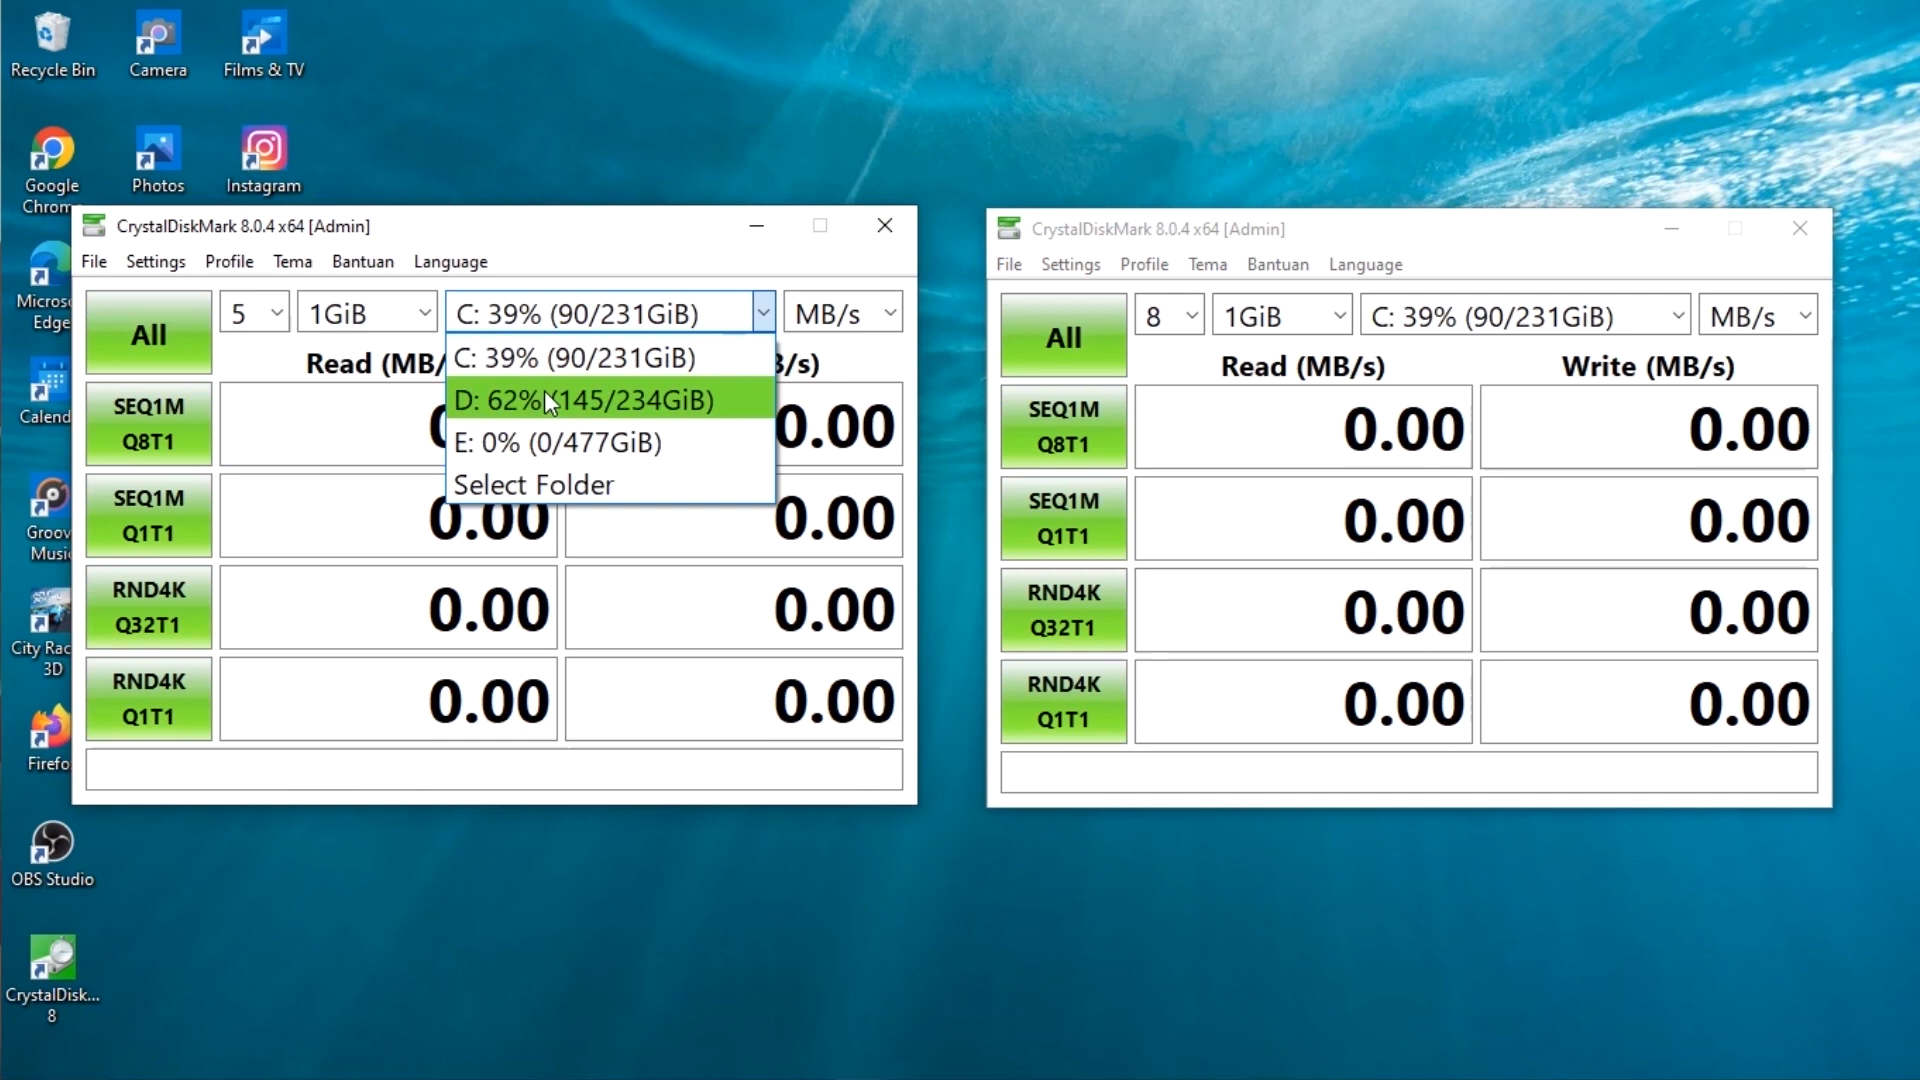 Recycle Bin
Camera
Films & TV
Google
Chrom
Photos
Instagram
Micros
Edge
Calend
Groov
Music
City Rac
3D
Firefo
OBS Studio
CrystalDisk...
8
CrystalDiskMark 8.0.4 x64 [Admin]
File Settings Profile Tema Bantuan Language
All
5 1GiB C: 39% (90/231GiB) MB/s
Read (MB/ B/s)
C: 39% (90/231GiB)
D: 62% (145/234GiB)
E: 0% (0/477GiB)
Select Folder
SEQ1M
Q8T1
0 0.00
SEQ1M
Q1T1
0.00 0.00
RND4K
Q32T1
0.00 0.00
RND4K
Q1T1
0.00 0.00
CrystalDiskMark 8.0.4 x64 [Admin]
File Settings Profile Tema Bantuan Language
All
8 1GiB C: 39% (90/231GiB) MB/s
Read (MB/s) Write (MB/s)
SEQ1M
Q8T1
0.00 0.00
SEQ1M
Q1T1
0.00 0.00
RND4K
Q32T1
0.00 0.00
RND4K
Q1T1
0.00 0.00